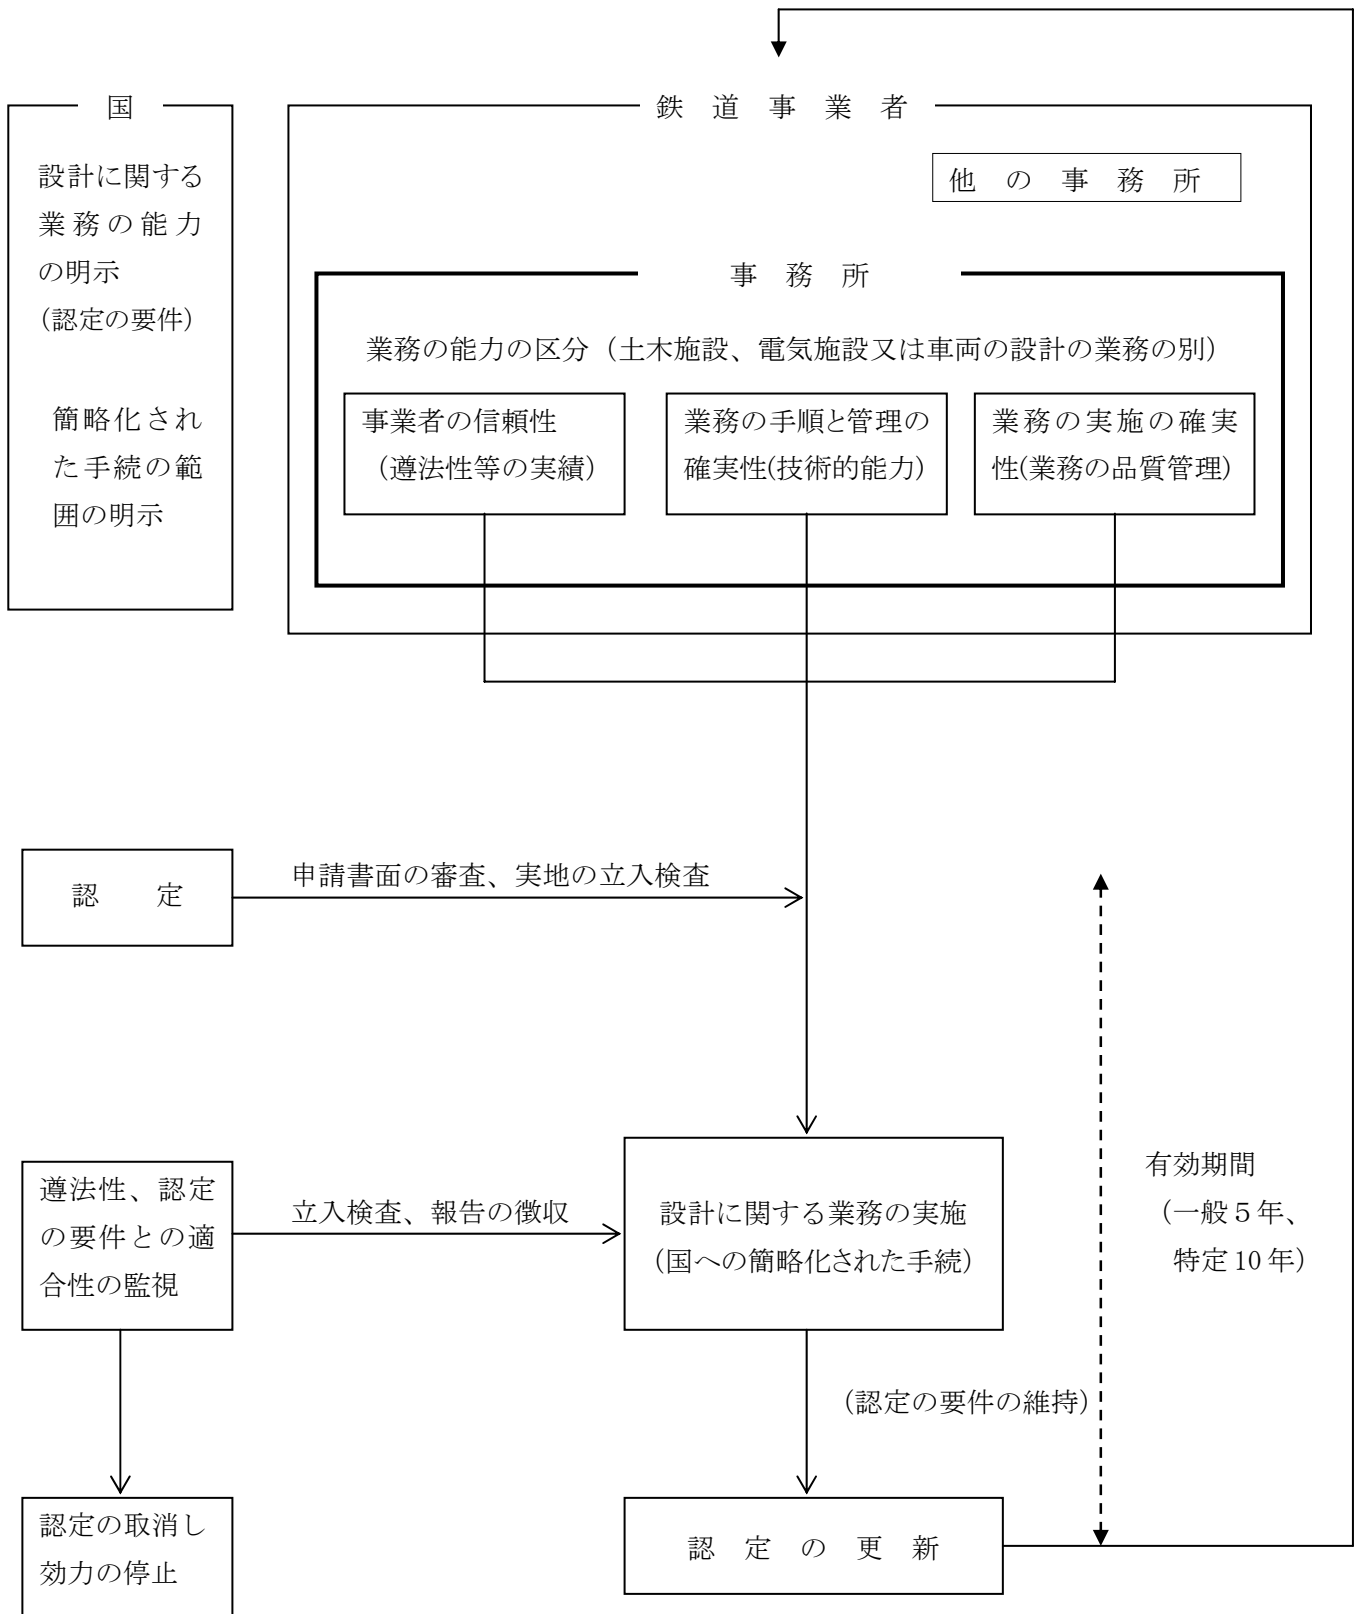 国
設計に関する
業務の能力
の明示
（認定の要件）
簡略化され
た手続の範
囲の明示
鉄道事業者
他の事務所
事務所
業務の能力の区分（土木施設、電気施設又は車両の設計の業務の別）
事業者の信頼性
（遵法性等の実績）
業務の手順と管理の
確実性(技術的能力)
業務の実施の確実
性(業務の品質管理)
認定
申請書面の審査、実地の立入検査
遵法性、認定
の要件との適
合性の監視
立入検査、報告の徴収
設計に関する業務の実施
（国への簡略化された手続）
有効期間
（一般５年、
特定10年）
（認定の要件の維持）
認定の取消し
効力の停止
認定の更新